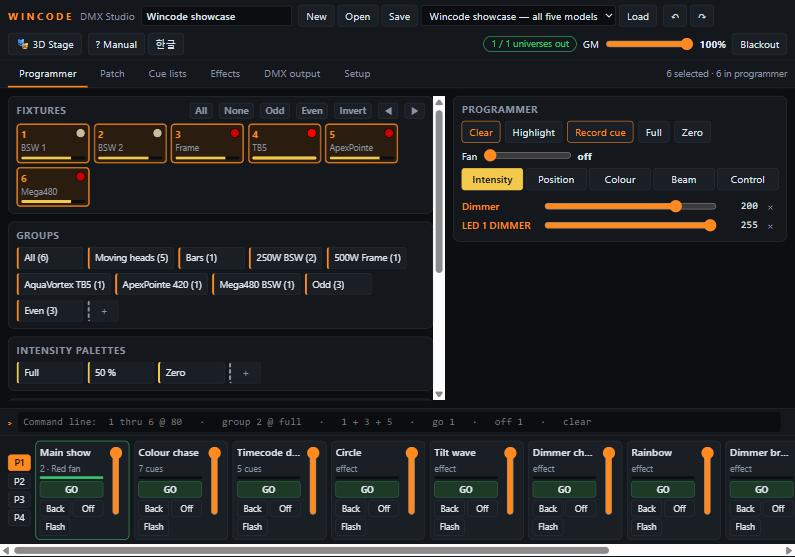 WINCODE DMX Studio Wincode showcase New Open Save Wincode showcase — all five models Load
3D Stage ? Manual 한글 1 / 1 universes out GM 100% Blackout
Programmer Patch Cue lists Effects DMX output Setup 6 selected · 6 in programmer
FIXTURES All None Odd Even Invert
1 2 3 4 5
BSW 1 BSW 2 Frame TB5 ApexPointe
6
Mega480
GROUPS
All (6) Moving heads (5) Bars (1) 250W BSW (2) 500W Frame (1)
AquaVortex TB5 (1) ApexPointe 420 (1) Mega480 BSW (1) Odd (3)
Even (3) +
INTENSITY PALETTES
Full 50 % Zero +
PROGRAMMER
Clear Highlight Record cue Full Zero
Fan off
Intensity Position Colour Beam Control
Dimmer 200 ×
LED 1 DIMMER 255 ×
> Command line: 1 thru 6 @ 80 · group 2 @ full · 1 + 3 + 5 · go 1 · off 1 · clear
P1
P2
P3
P4
Main show Colour chase Timecode d... Circle Tilt wave Dimmer ch... Rainbow Dimmer br...
2 · Red fan 7 cues 5 cues effect effect effect effect effect
GO GO GO GO GO GO GO GO
Back Off Back Off Back Off Back Off Back Off Back Off Back Off Back Off
Flash Flash Flash Flash Flash Flash Flash Flash